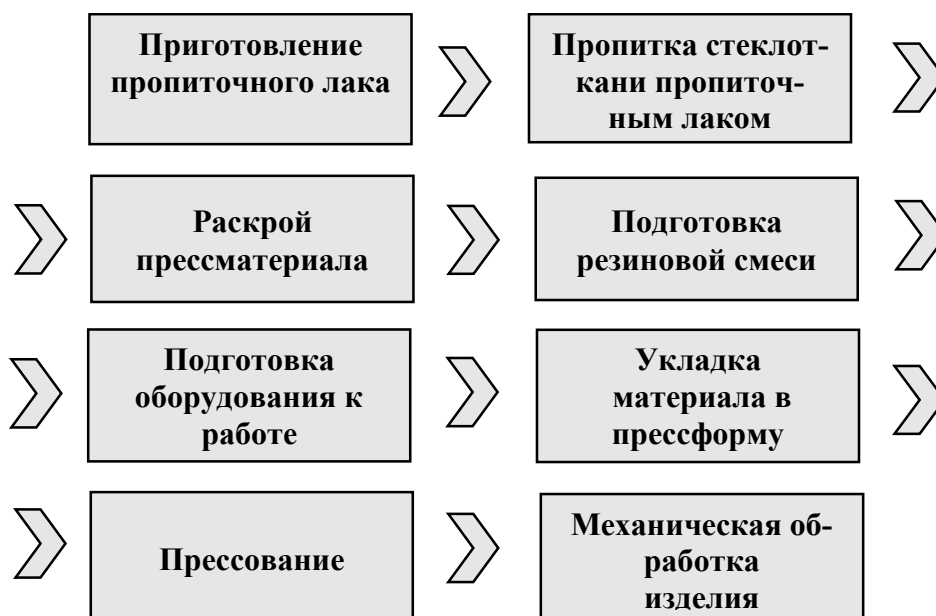 Приготовление
пропиточного лака
Пропитка стеклот-
кани пропиточ-
ным лаком
Раскрой
прессматериала
Подготовка
резиновой смеси
Подготовка
оборудования к
работе
Укладка
материала в
прессформу
Прессование
Механическая об-
работка
изделия